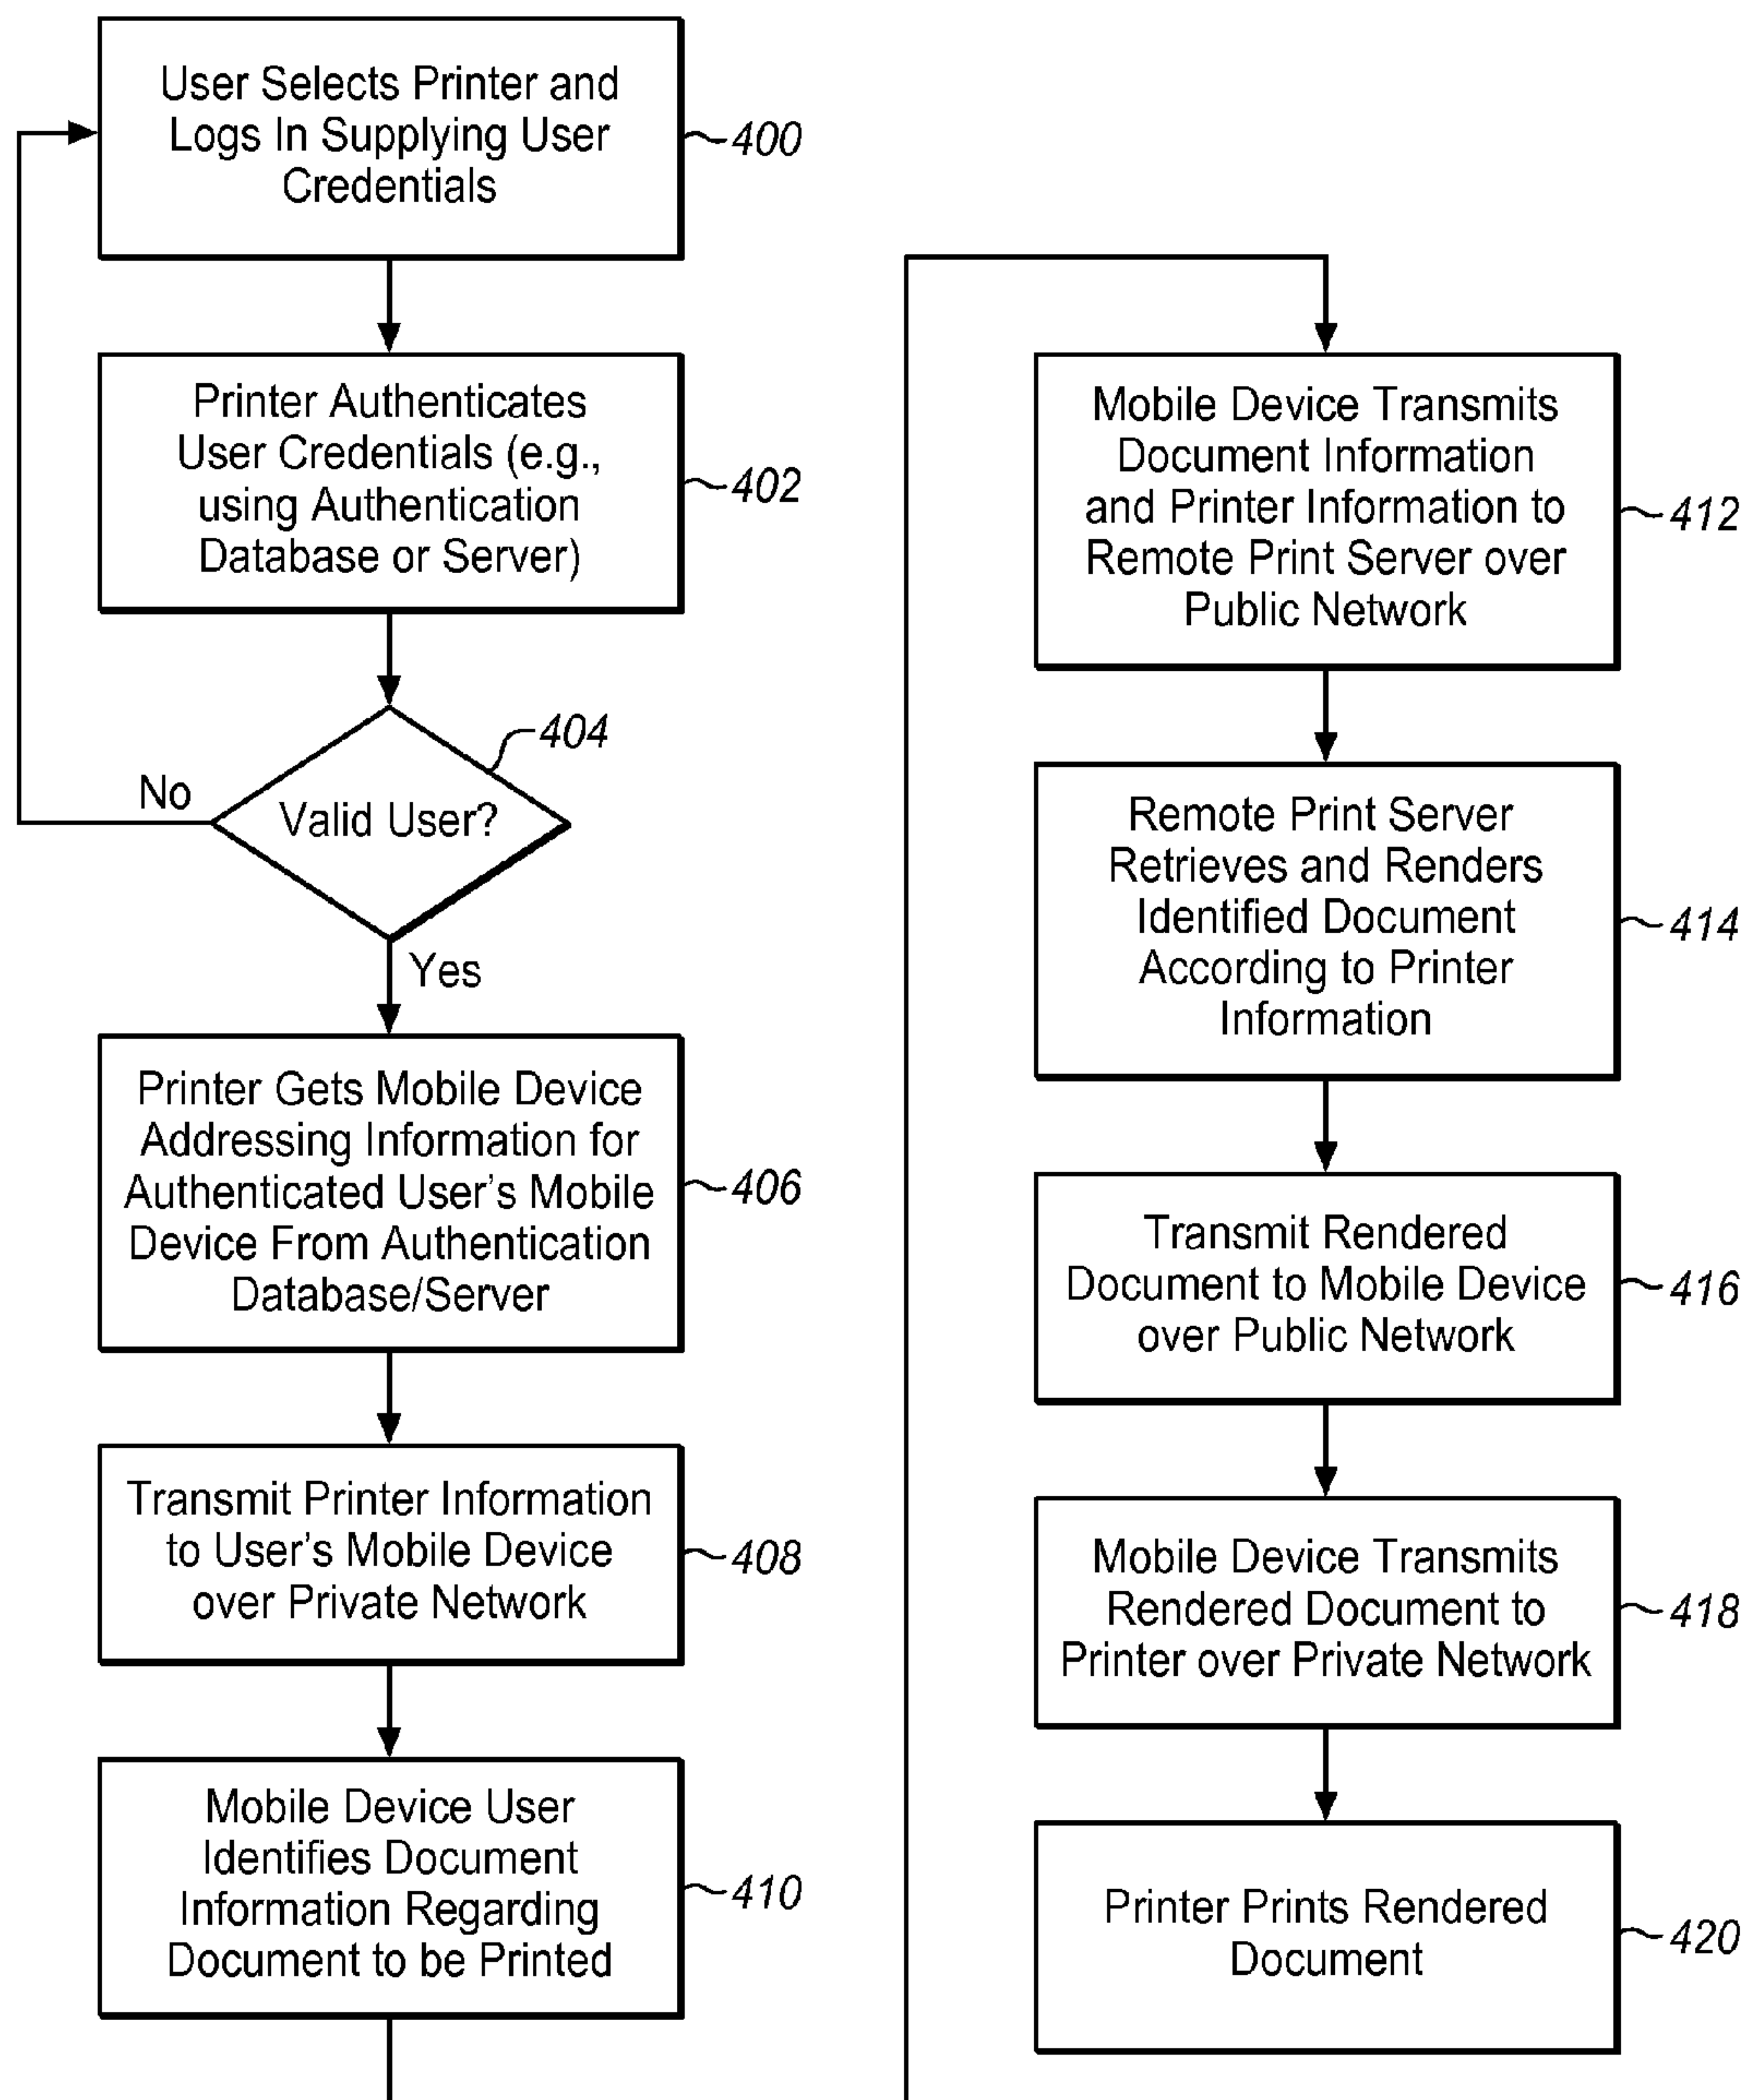 User Selects Printer and
Logs In Supplying User
Credentials
400
Printer Authenticates
User Credentials (e.g.,
using Authentication
Database or Server)
402
404
Valid User?
No
Yes
Printer Gets Mobile Device
Addressing Information for
Authenticated User's Mobile
Device From Authentication
Database/Server
406
Transmit Printer Information
to User's Mobile Device
over Private Network
408
Mobile Device User
Identifies Document
Information Regarding
Document to be Printed
410
Mobile Device Transmits
Document Information
and Printer Information to
Remote Print Server over
Public Network
412
Remote Print Server
Retrieves and Renders
Identified Document
According to Printer
Information
414
Transmit Rendered
Document to Mobile Device
over Public Network
416
Mobile Device Transmits
Rendered Document to
Printer over Private Network
418
Printer Prints Rendered
Document
420